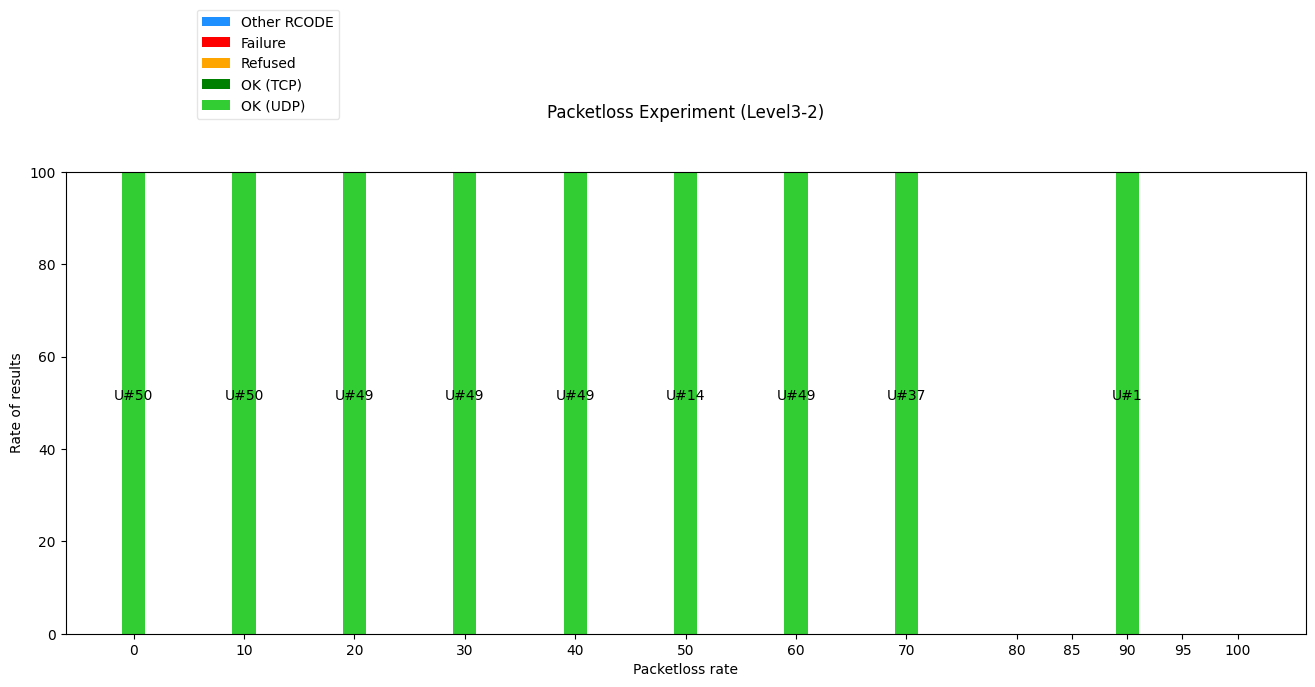 Other RCODE
Failure
Refused
OK (TCP)
OK (UDP)
Packetloss Experiment (Level3-2)
100
80
60
40
20
0
Rate of results
U#50
U#50
U#49
U#49
U#49
U#14
U#49
U#37
U#1
0 10 20 30 40 50 60 70 80 85 90 95 100
Packetloss rate